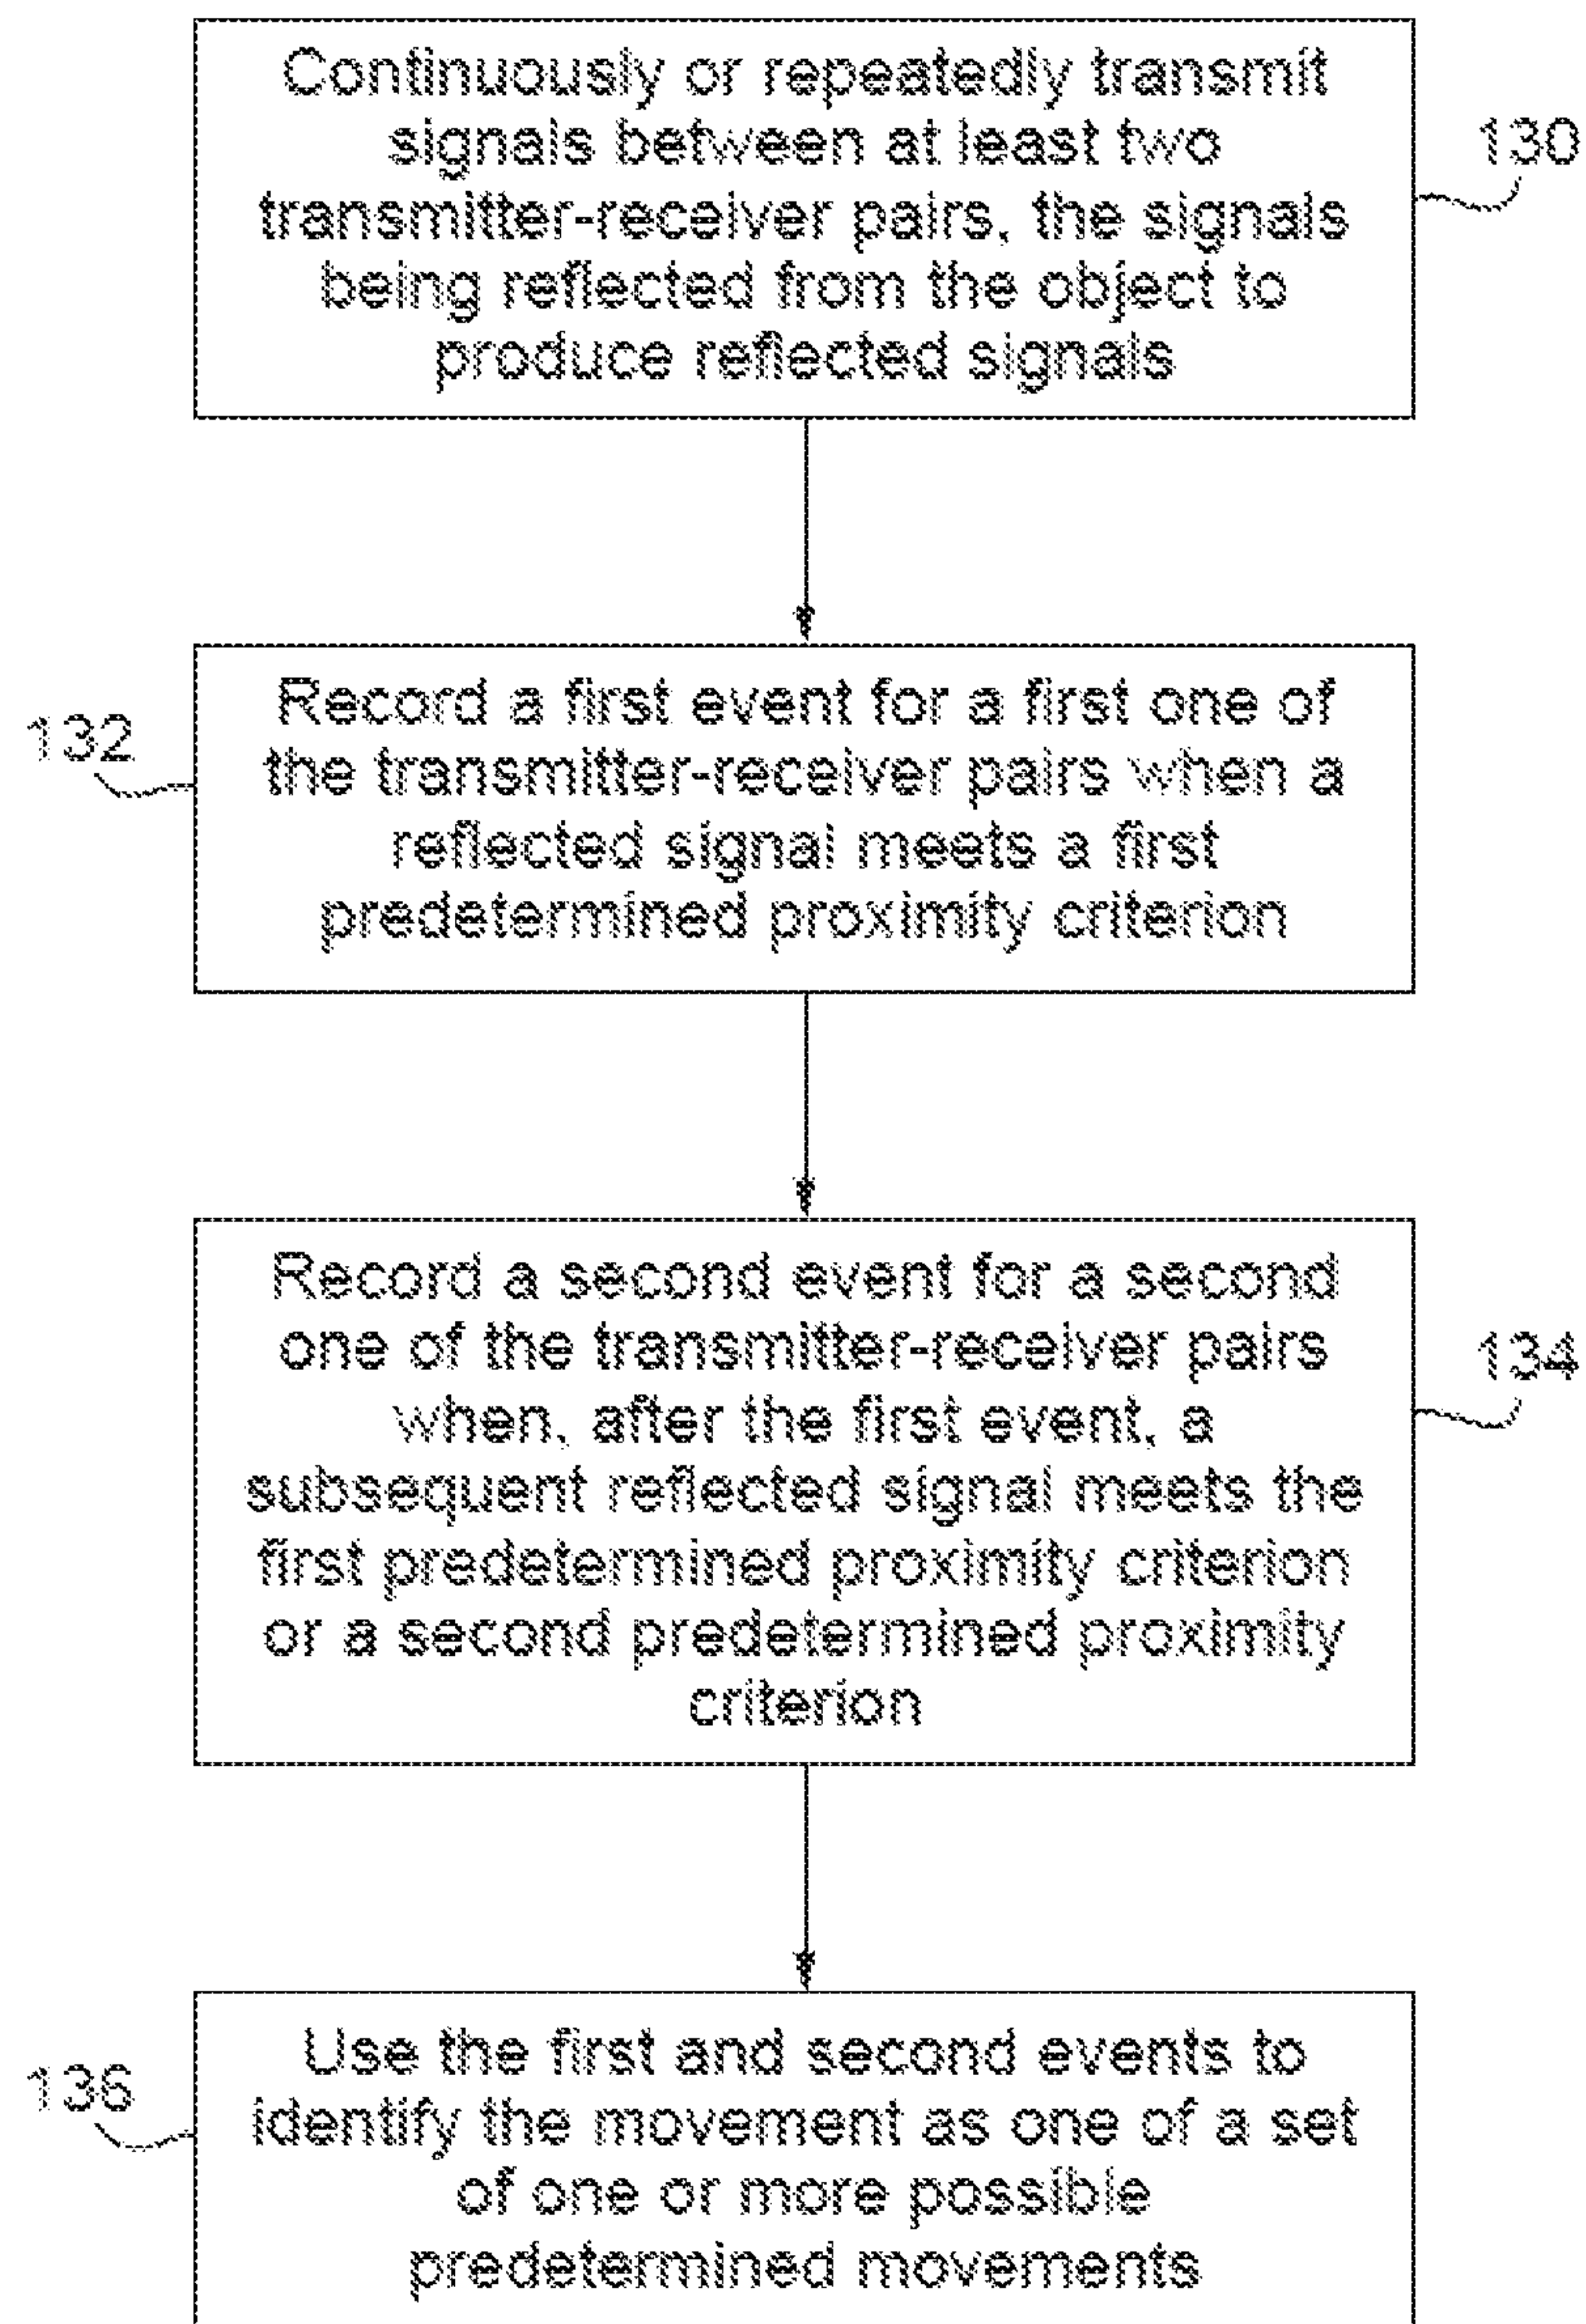 Continuously or repeatedly transmit
signals between at least two
transmitter-receiver pairs, the signals
being reflected from the object to
produce reflected signals
130
Record a first event for a first one of
the transmitter-receiver pairs when a
reflected signal meets a first
predetermined proximity criterion
132
Record a second event for a second
one of the transmitter-receiver pairs
when, after the first event, a
subsequent reflected signal meets the
first predetermined proximity criterion
or a second predetermined proximity
criterion
134
Use the first and second events to
identify the movement as one of a set
of one or more possible
predetermined movements
136